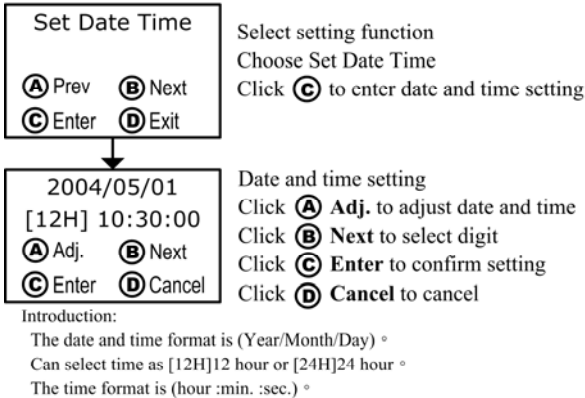 Set Date Time
Ⓐ Prev Ⓑ Next
Ⓒ Enter Ⓓ Exit
Select setting function
Choose Set Date Time
Click Ⓒ to enter date and time setting
2004/05/01
[12H] 10:30:00
Ⓐ Adj. Ⓑ Next
Ⓒ Enter Ⓓ Cancel
Date and time setting
Click Ⓐ Adj. to adjust date and time
Click Ⓑ Next to select digit
Click Ⓒ Enter to confirm setting
Click Ⓓ Cancel to cancel
Introduction:
The date and time format is (Year/Month/Day)。
Can select time as [12H]12 hour or [24H]24 hour。
The time format is (hour :min. :sec.)。